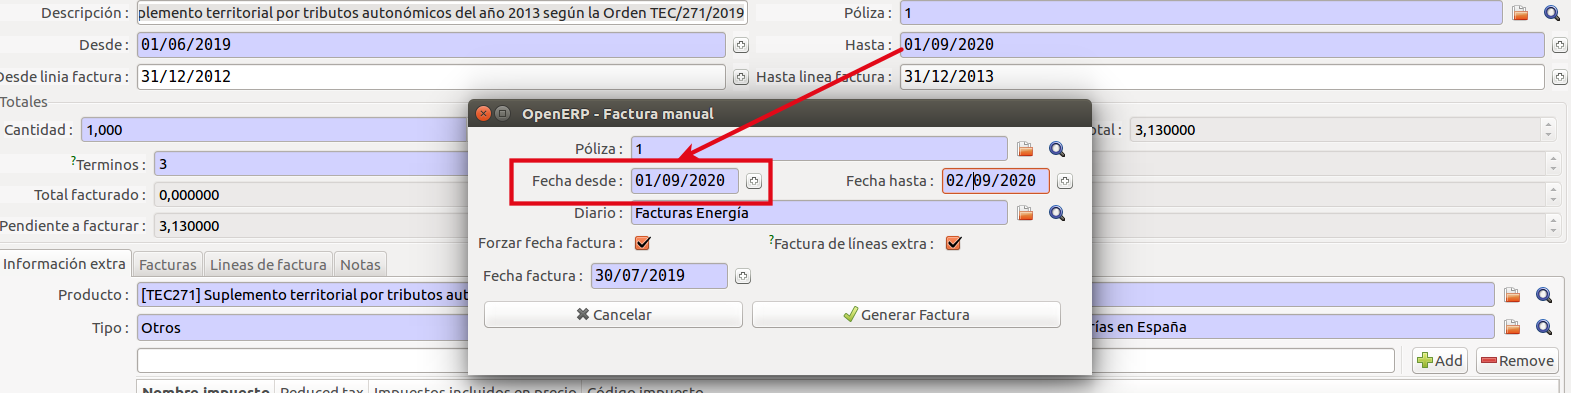 Descripción : plemento territorial por tributos autonómicos del año 2013 según la Orden TEC/271/2019 Póliza : 1
Desde : 01/06/2019 Hasta : 01/09/2020
Desde linia factura : 31/12/2012 Hasta linea factura : 31/12/2013
Totales
OpenERP - Factura manual
Cantidad : 1,000 otal : 3,130000
Póliza : 1
?Terminos : 3
Fecha desde : 01/09/2020 Fecha hasta : 02/09/2020
Total facturado : 0,000000
Diario : Facturas Energía
Pendiente a facturar : 3,130000
Forzar fecha factura : ?Factura de líneas extra :
Información extra Facturas Lineas de factura Notas
Fecha factura : 30/07/2019
Producto : [TEC271] Suplemento territorial por tributos aut
Cancelar Generar Factura
Tipo : Otros rías en España
Add Remove
Nombre impuesto Reduced tax Impuestos incluidos en precio Código impuesto